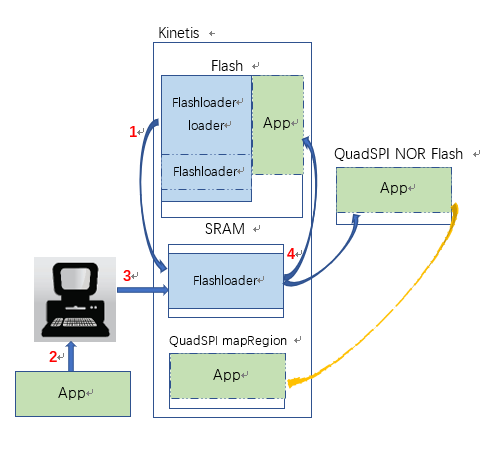 Kinetis
Flash
Flashloader
loader
App
Flashloader
1
QuadSPI NOR Flash
App
SRAM
4
Flashloader
3
2
App
QuadSPI mapRegion
App